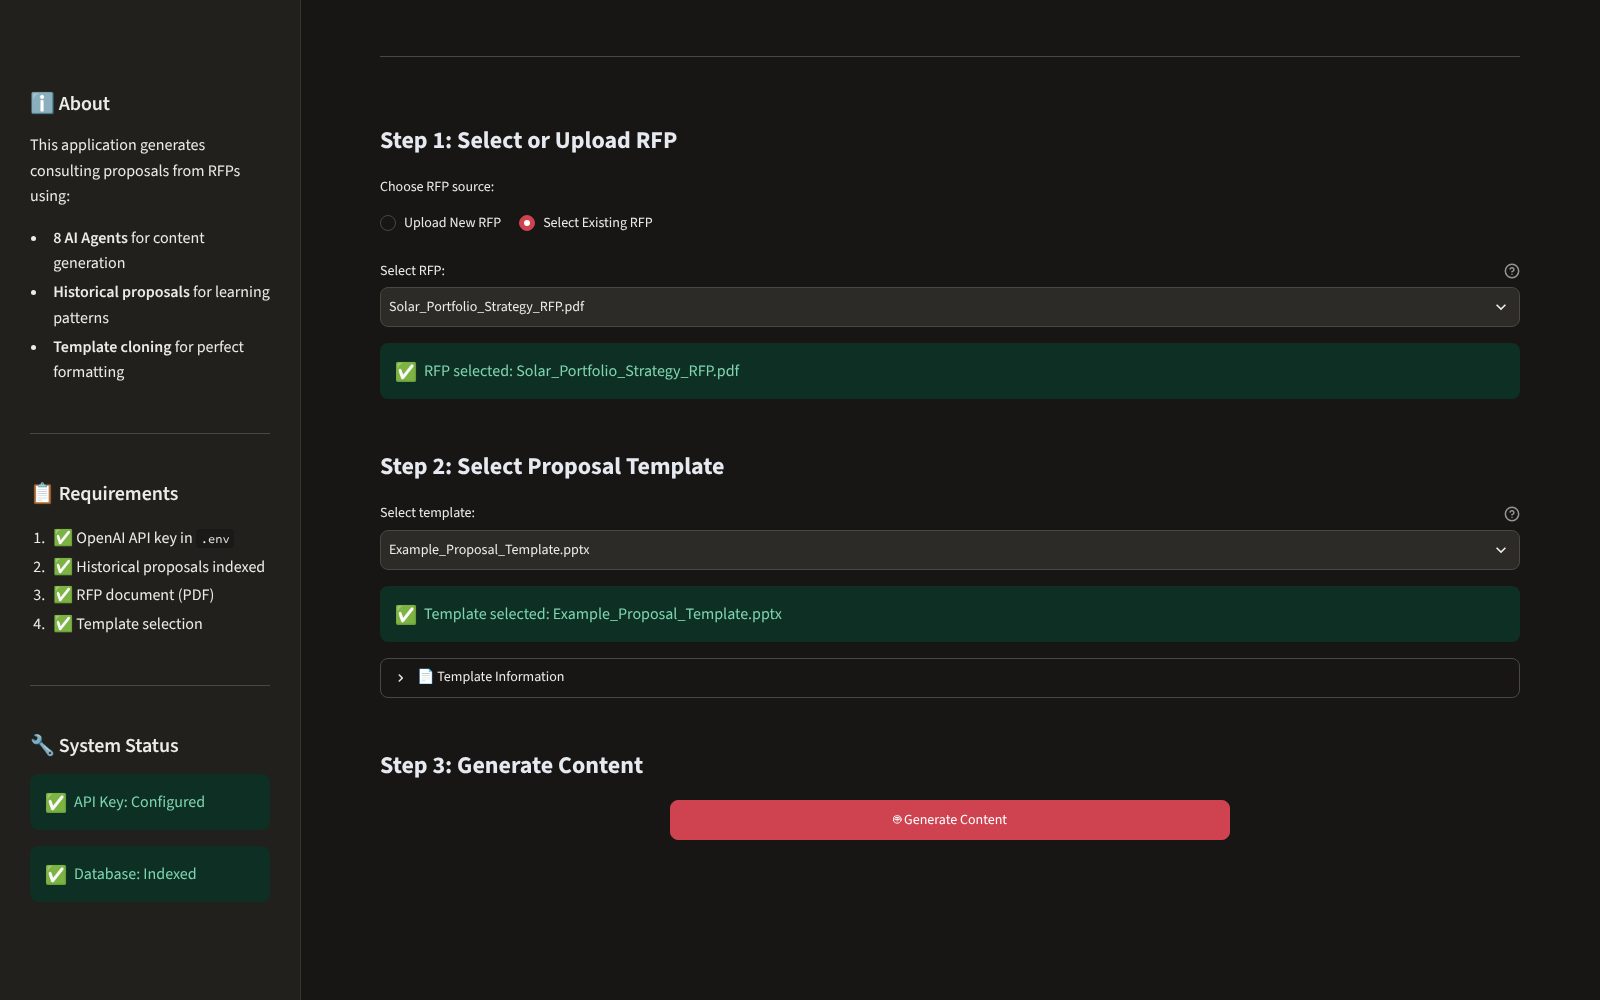 ℹ️ About
This application generates
consulting proposals from RFPs
using:
• 8 AI Agents for content
generation
• Historical proposals for learning
patterns
• Template cloning for perfect
formatting
📋 Requirements
1. ✅ OpenAI API key in .env
2. ✅ Historical proposals indexed
3. ✅ RFP document (PDF)
4. ✅ Template selection
🔧 System Status
✅ API Key: Configured
✅ Database: Indexed
Step 1: Select or Upload RFP
Choose RFP source:
Upload New RFP Select Existing RFP
Select RFP:
Solar_Portfolio_Strategy_RFP.pdf
✅ RFP selected: Solar_Portfolio_Strategy_RFP.pdf
Step 2: Select Proposal Template
Select template:
Example_Proposal_Template.pptx
✅ Template selected: Example_Proposal_Template.pptx
📄 Template Information
Step 3: Generate Content
Generate Content